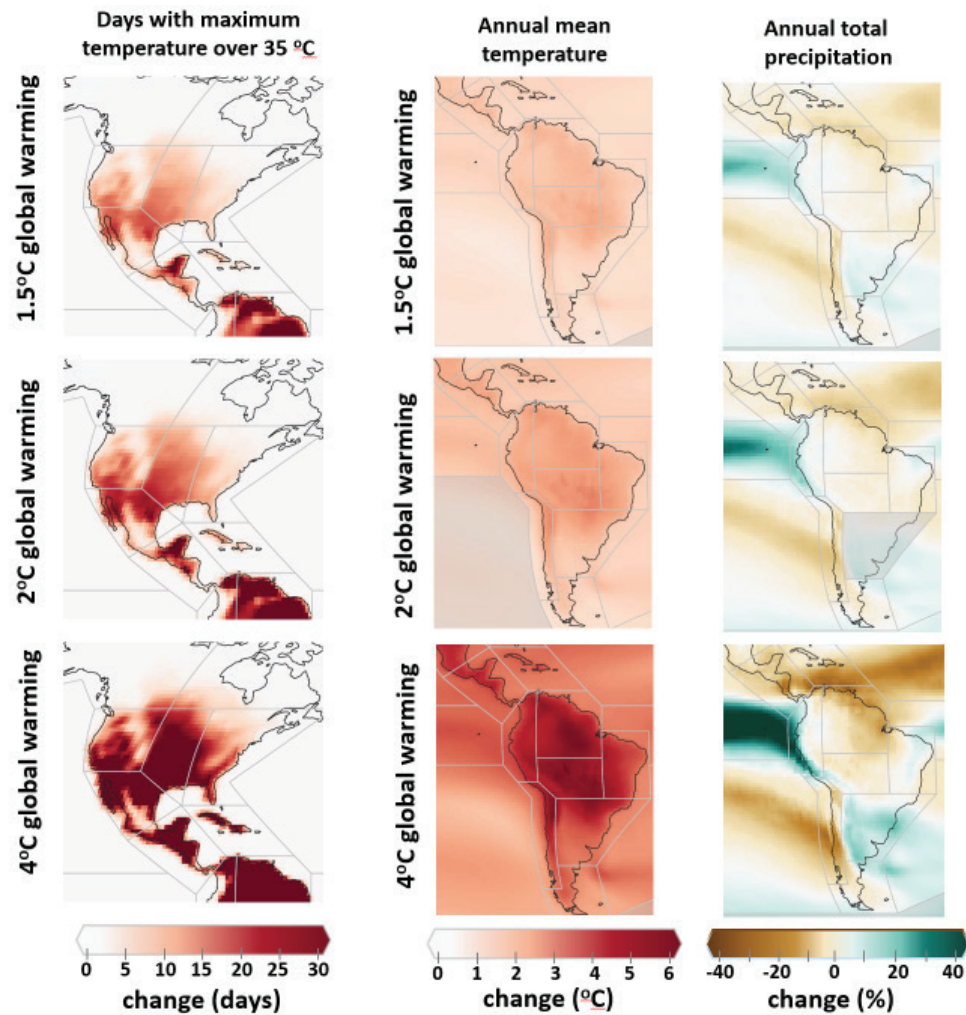 Days with maximum
temperature over 35 ºC
Annual mean
temperature
Annual total
precipitation
1.5ºC global warming
1.5ºC global warming
2ºC global warming
2ºC global warming
4ºC global warming
4ºC global warming
0 5 10 15 20 25 30
change (days)
0 1 2 3 4 5 6
change (ºC)
-40 -20 0 20 40
change (%)